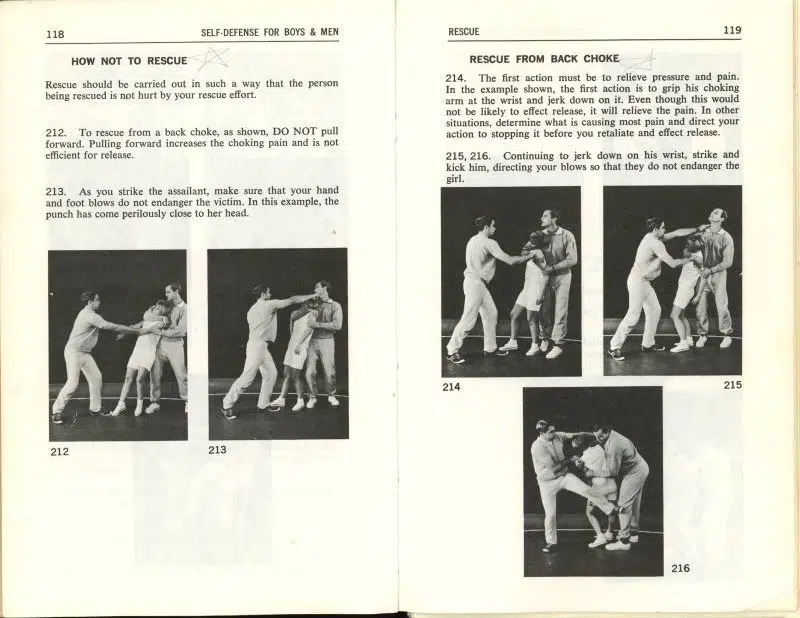 118
SELF-DEFENSE FOR BOYS & MEN
HOW NOT TO RESCUE
Rescue should be carried out in such a way that the person
being rescued is not hurt by your rescue effort.
212. To rescue from a back choke, as shown, DO NOT pull
forward. Pulling forward increases the choking pain and is not
efficient for release.
213. As you strike the assailant, make sure that your hand
and foot blows do not endanger the victim. In this example, the
punch has come perilously close to her head.
212
213
RESCUE
119
RESCUE FROM BACK CHOKE
214. The first action must be to relieve pressure and pain.
In the example shown, the first action is to grip his choking
arm at the wrist and jerk down on it. Even though this would
not be likely to effect release, it will relieve the pain. In other
situations, determine what is causing most pain and direct your
action to stopping it before you retaliate and effect release.
215, 216. Continuing to jerk down on his wrist, strike and
kick him, directing your blows so that they do not endanger the
girl.
214
215
216